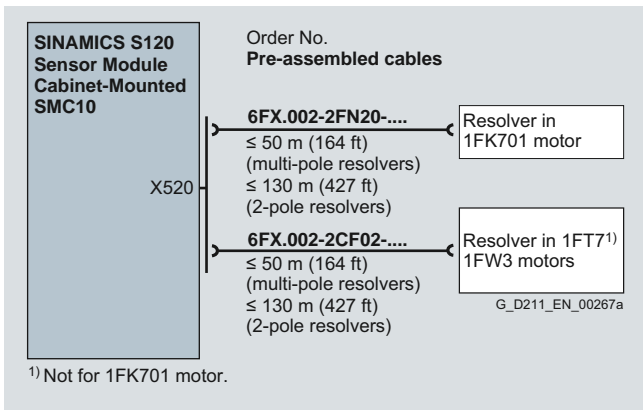 SINAMICS S120
Sensor Module
Cabinet-Mounted
SMC10
X520
Order No.
Pre-assembled cables
6FX.002-2FN20-....
≤ 50 m (164 ft)
(multi-pole resolvers)
≤ 130 m (427 ft)
(2-pole resolvers)
Resolver in
1FK701 motor
6FX.002-2CF02-....
≤ 50 m (164 ft)
(multi-pole resolvers)
≤ 130 m (427 ft)
(2-pole resolvers)
Resolver in 1FT7¹⁾
1FW3 motors
G_D211_EN_00267a
¹⁾ Not for 1FK701 motor.